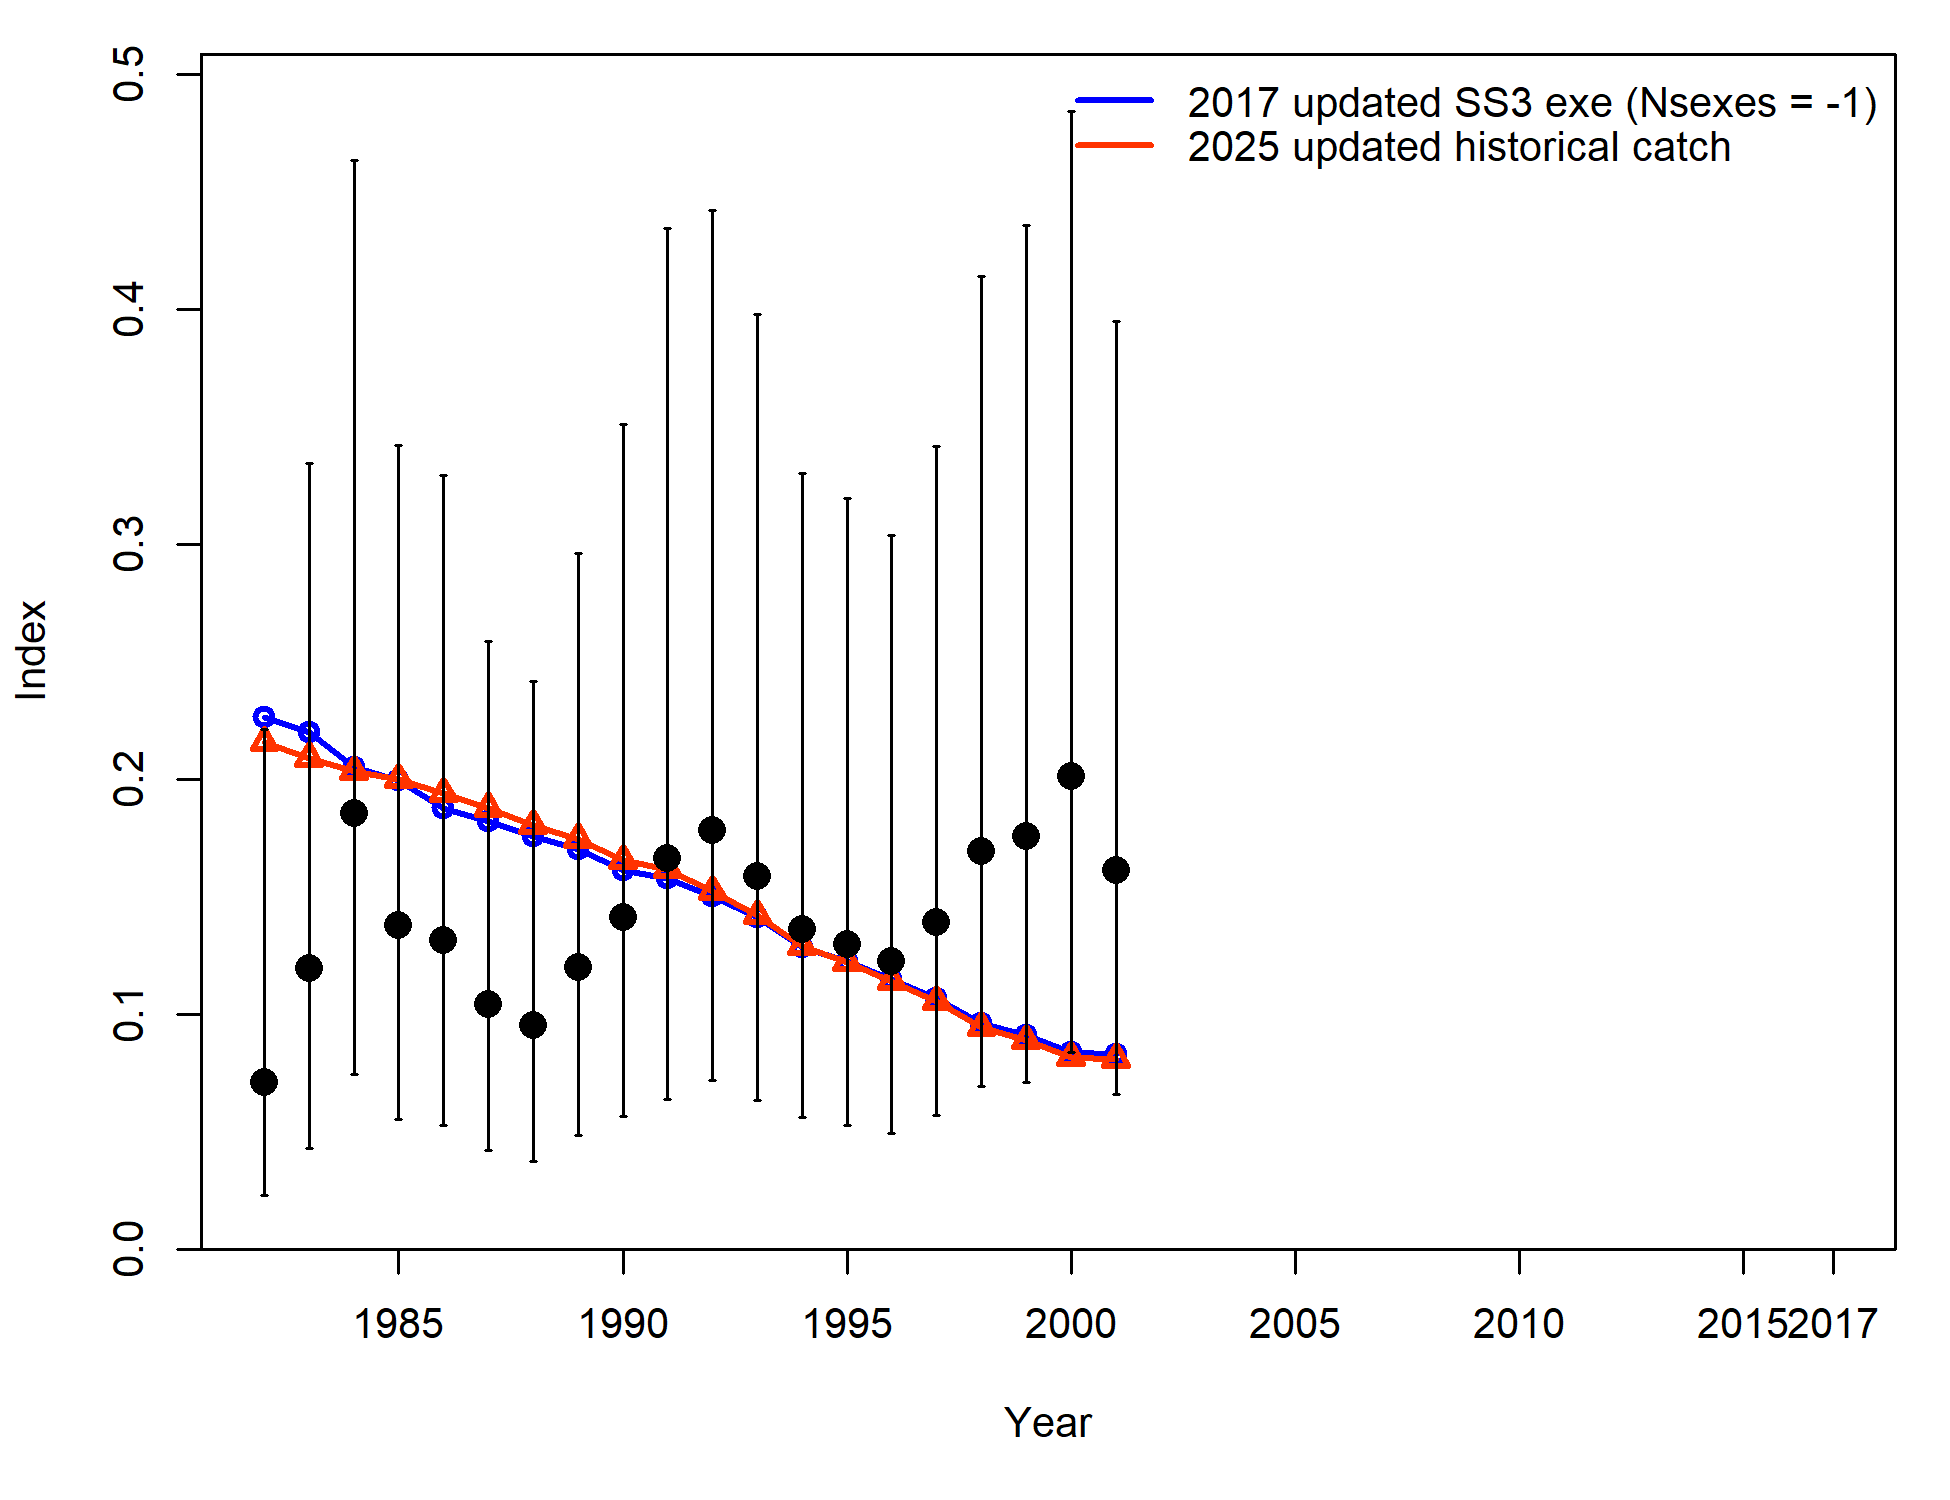 2017 updated SS3 exe (Nsexes = -1)
2025 updated historical catch
0.5
0.4
0.3
0.2
0.1
0.0
Index
1985 1990 1995 2000 2005 2010 2015 2017
Year